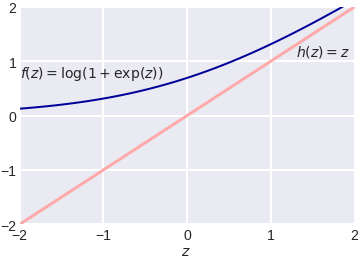 2
1
0
−1
−2
f(z) = log(1 + exp(z))
h(z) = z
−2 −1 0 1 2
z